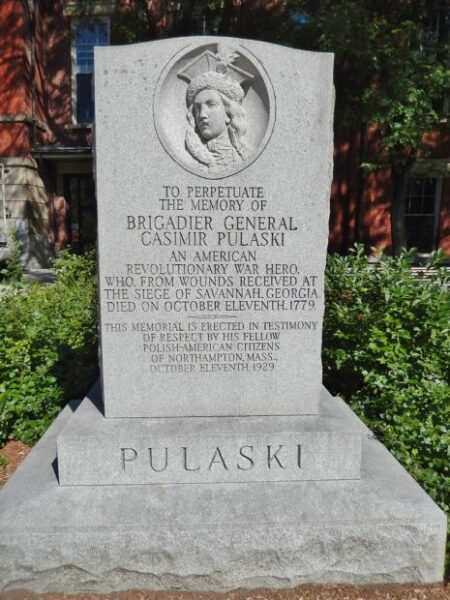 TO PERPETUATE
THE MEMORY OF
BRIGADIER GENERAL
CASIMIR PULASKI
AN AMERICAN
REVOLUTIONARY WAR HERO,
WHO, FROM WOUNDS RECEIVED AT
THE SIEGE OF SAVANNAH, GEORGIA
DIED ON OCTOBER ELEVENTH, 1779
THIS MEMORIAL IS ERECTED IN TESTIMONY
OF RESPECT BY HIS FELLOW
POLISH-AMERICAN CITIZENS
OF NORTHAMPTON, MASS.,
OCTOBER ELEVENTH 1929
PULASKI